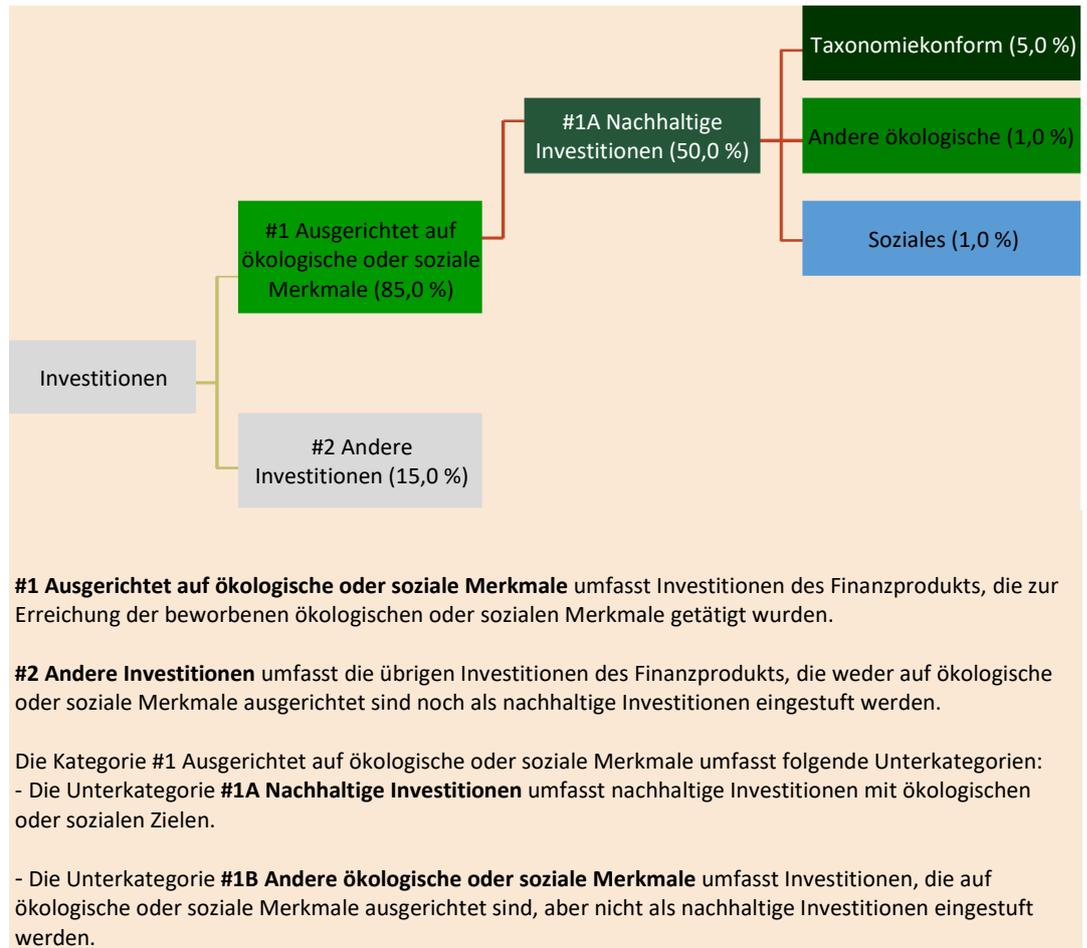 Taxonomiekonform (5,0 %)
#1A Nachhaltige
Investitionen (50,0 %)
Andere ökologische (1,0 %)
#1 Ausgerichtet auf
ökologische oder soziale
Merkmale (85,0 %)
Soziales (1,0 %)
Investitionen
#2 Andere
Investitionen (15,0 %)
#1 Ausgerichtet auf ökologische oder soziale Merkmale umfasst Investitionen des Finanzprodukts, die zur
Erreichung der beworbenen ökologischen oder sozialen Merkmale getätigt wurden.
#2 Andere Investitionen umfasst die übrigen Investitionen des Finanzprodukts, die weder auf ökologische
oder soziale Merkmale ausgerichtet sind noch als nachhaltige Investitionen eingestuft werden.
Die Kategorie #1 Ausgerichtet auf ökologische oder soziale Merkmale umfasst folgende Unterkategorien:
- Die Unterkategorie #1A Nachhaltige Investitionen umfasst nachhaltige Investitionen mit ökologischen
oder sozialen Zielen.
- Die Unterkategorie #1B Andere ökologische oder soziale Merkmale umfasst Investitionen, die auf
ökologische oder soziale Merkmale ausgerichtet sind, aber nicht als nachhaltige Investitionen eingestuft
werden.